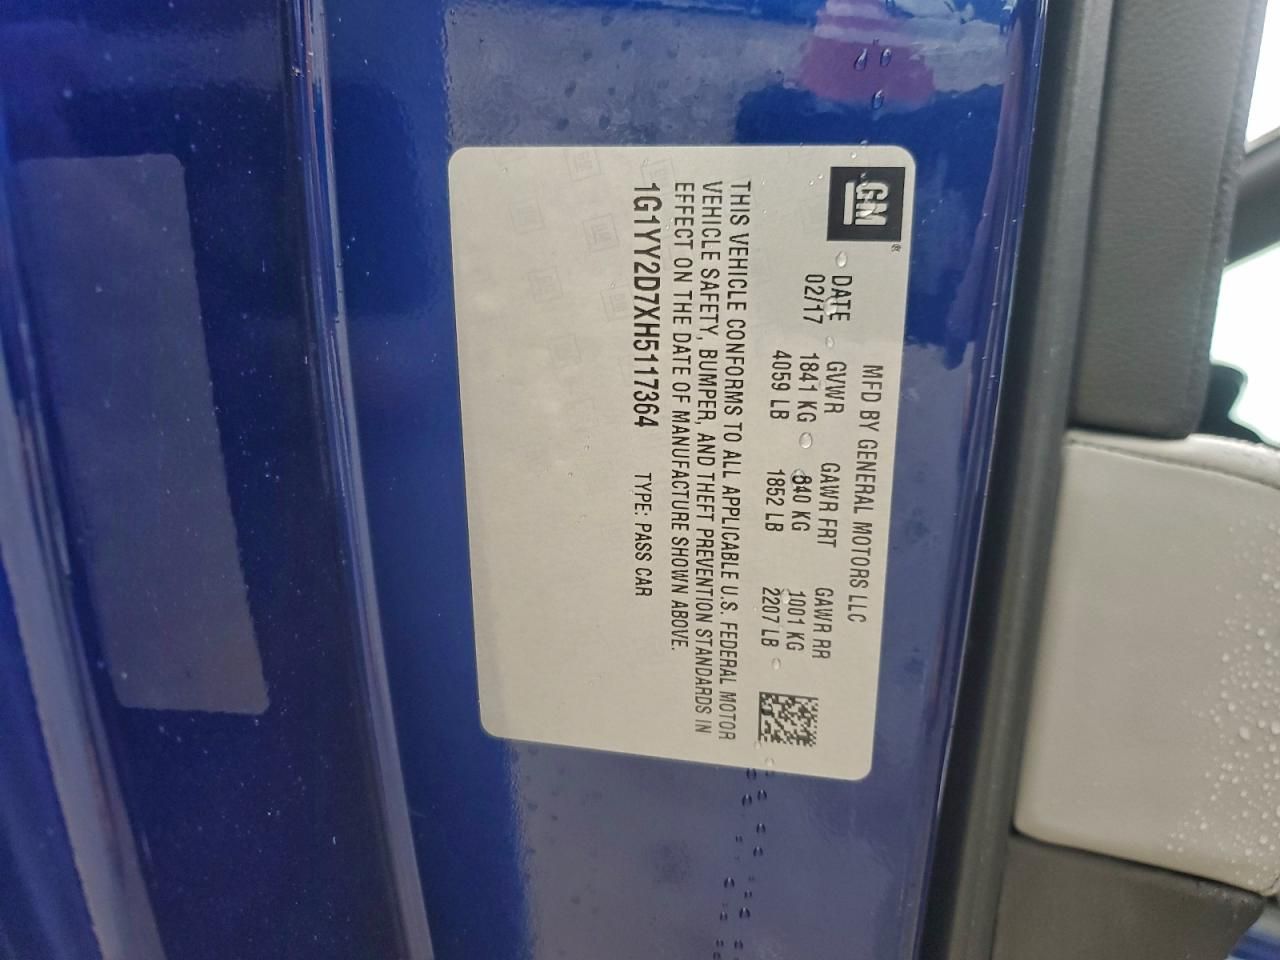 GM
®
MFD BY GENERAL MOTORS LLC
DATE GVWR GAWR FRT GAWR RR
02/17 1841 KG 840 KG 1001 KG
4059 LB 1852 LB 2207 LB
THIS VEHICLE CONFORMS TO ALL APPLICABLE U.S. FEDERAL MOTOR
VEHICLE SAFETY, BUMPER, AND THEFT PREVENTION STANDARDS IN
EFFECT ON THE DATE OF MANUFACTURE SHOWN ABOVE.
1G1YY2D7XH5117364 TYPE: PASS CAR